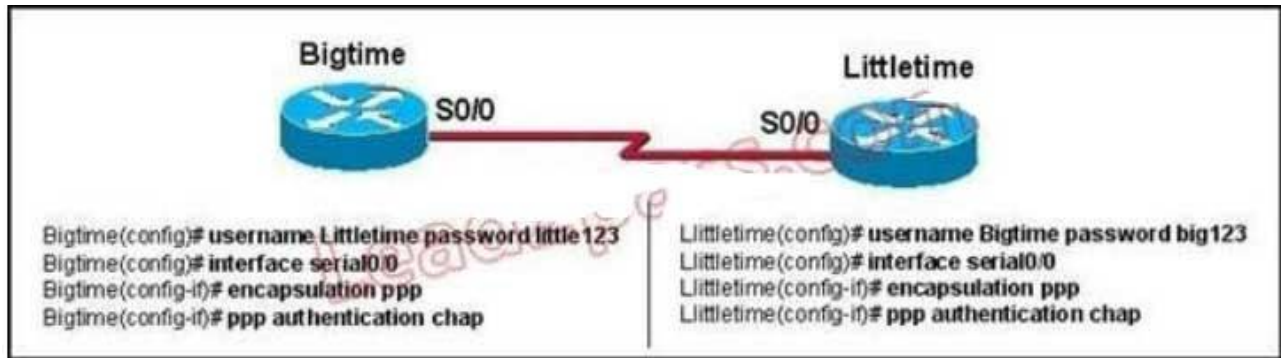 Bigtime
Littletime
S0/0
S0/0
Bigtime(config)# username Littletime password little123
Bigtime(config)# interface serial0/0
Bigtime(config-if)# encapsulation ppp
Bigtime(config-if)# ppp authentication chap
Llittletime(config)# username Bigtime password big123
Llittletime(config)# interface serial0/0
Llittletime(config-if)# encapsulation ppp
Llittletime(config-if)# ppp authentication chap